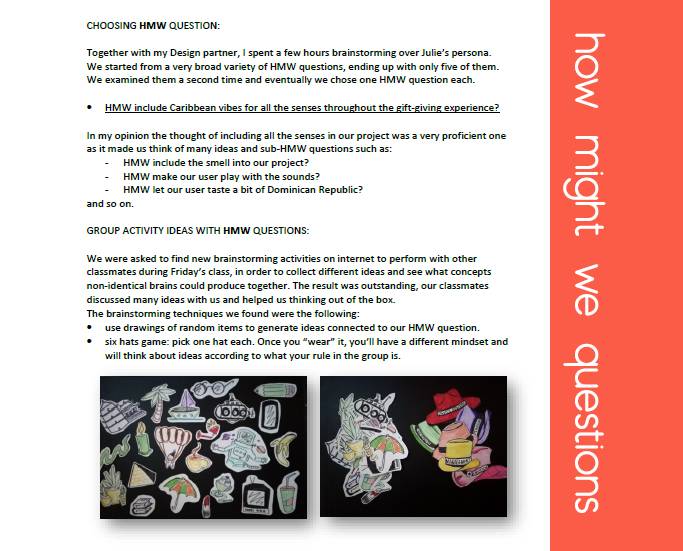 CHOOSING HMW QUESTION:
Together with my Design partner, I spent a few hours brainstorming over Julie's persona.
We started from a very broad variety of HMW questions, ending up with only five of them.
We examined them a second time and eventually we chose one HMW question each.
• HMW include Caribbean vibes for all the senses throughout the gift-giving experience?
In my opinion the thought of including all the senses in our project was a very proficient one
as it made us think of many ideas and sub-HMW questions such as:
- HMW include the smell into our project?
- HMW make our user play with the sounds?
- HMW let our user taste a bit of Dominican Republic?
and so on.
GROUP ACTIVITY IDEAS WITH HMW QUESTIONS:
We were asked to find new brainstorming activities on internet to perform with other
classmates during Friday's class, in order to collect different ideas and see what concepts
non-identical brains could produce together. The result was outstanding, our classmates
discussed many ideas with us and helped us thinking out of the box.
The brainstorming techniques we found were the following:
• use drawings of random items to generate ideas connected to our HMW question.
• six hats game: pick one hat each. Once you "wear" it, you'll have a different mindset and
will think about ideas according to what your rule in the group is.
how might we questions